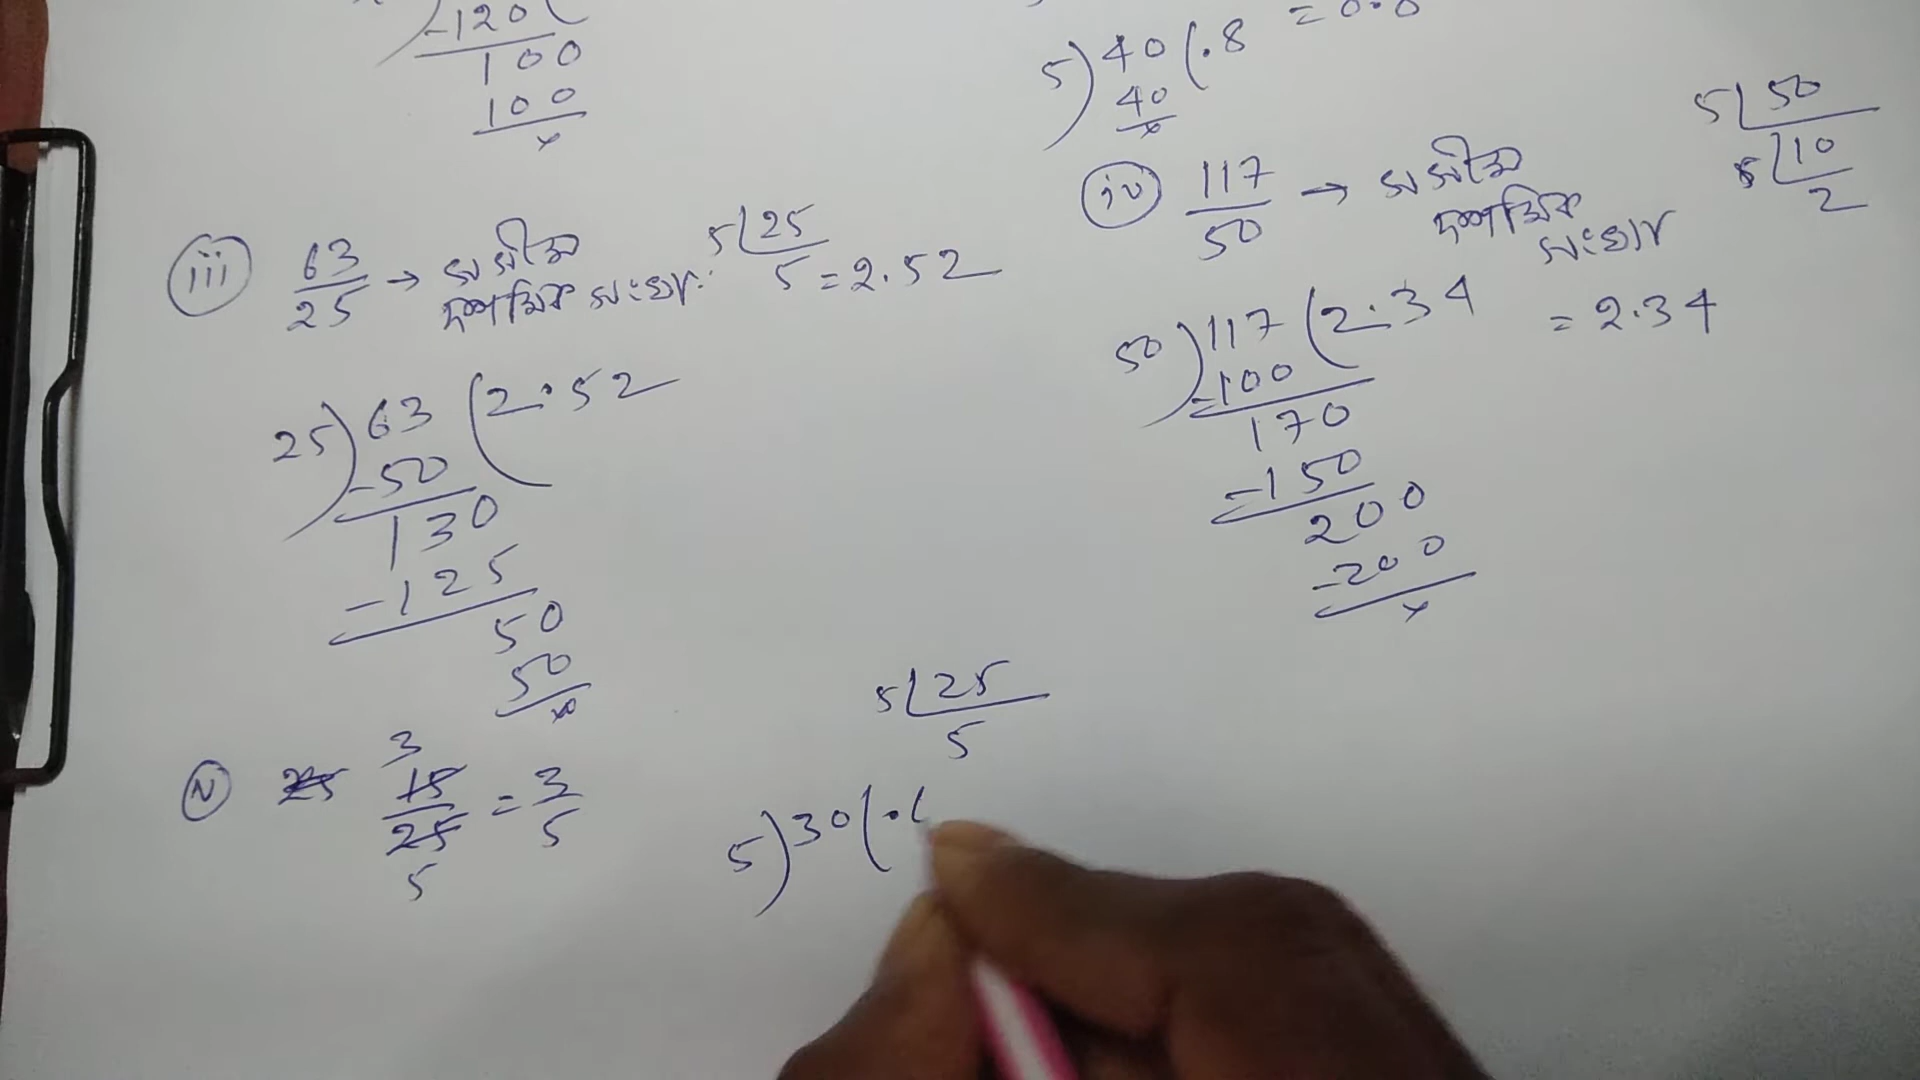 -120(
100
100
×
5)40(.8 = 0.8
40
×
5|50
5|10
2
(iii) 63/25 → সসীম
দশমিক সংখ্যা
5|25
5 = 2.52
25)63(2.52
-50
130
-125
50
50
×
(iv) 117/50 → সসীম
দশমিক
সংখ্যা
50)117(2.34 = 2.34
-100
170
-150
200
-200
×
5|25
5
(v) 3
15/25 = 3/5
5
5)30(.6